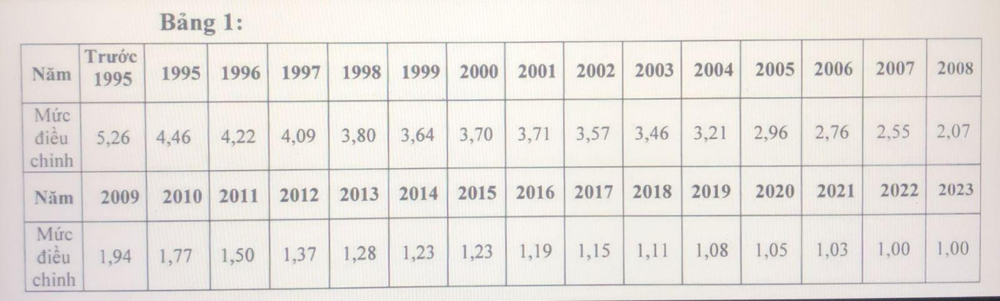 Bảng 1:
Năm Trước 1995 1995 1996 1997 1998 1999 2000 2001 2002 2003 2004 2005 2006 2007 2008
Mức điều chỉnh 5,26 4,46 4,22 4,09 3,80 3,64 3,70 3,71 3,57 3,46 3,21 2,96 2,76 2,55 2,07
Năm 2009 2010 2011 2012 2013 2014 2015 2016 2017 2018 2019 2020 2021 2022 2023
Mức điều chỉnh 1,94 1,77 1,50 1,37 1,28 1,23 1,23 1,19 1,15 1,11 1,08 1,05 1,03 1,00 1,00